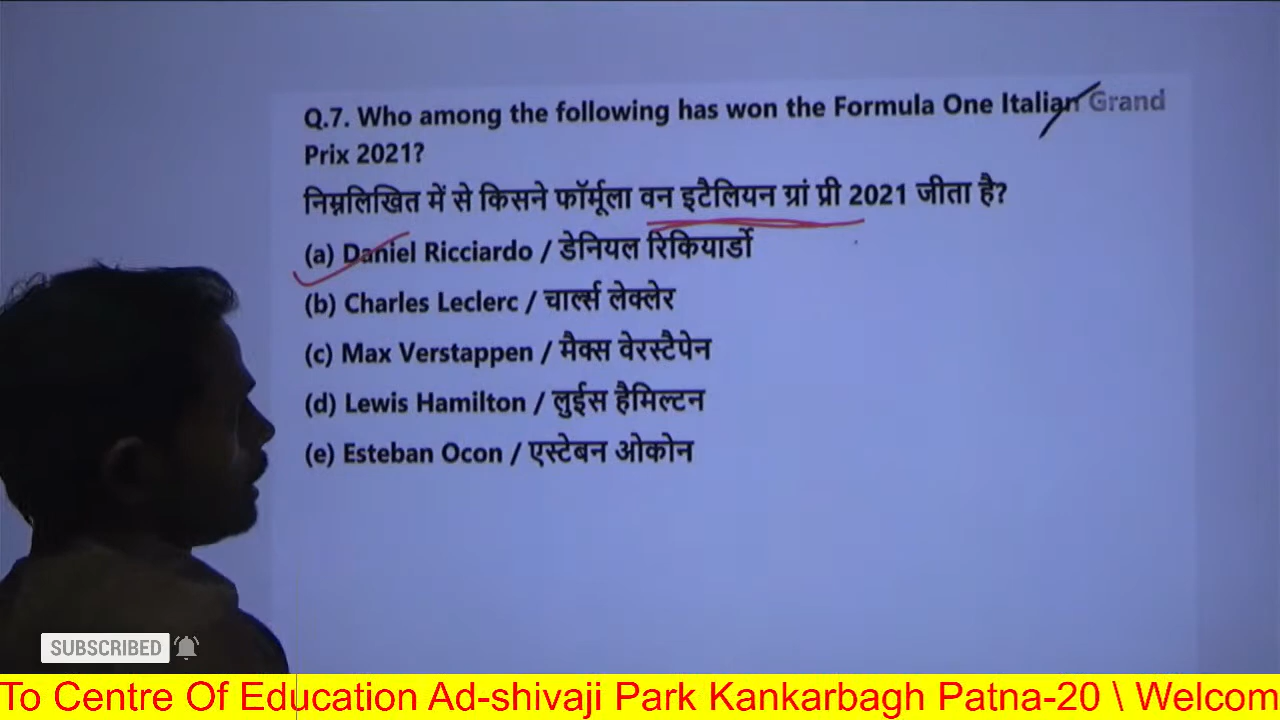 Q.7. Who among the following has won the Formula One Italian Grand
Prix 2021?
निम्नलिखित में से किसने फॉर्मूला वन इटैलियन ग्रां प्री 2021 जीता है?
(a) Daniel Ricciardo / डेनियल रिकियार्डो
(b) Charles Leclerc / चार्ल्स लेक्लेर
(c) Max Verstappen / मैक्स वेरस्टैपेन
(d) Lewis Hamilton / लुईस हैमिल्टन
(e) Esteban Ocon / एस्टेबन ओकोन
SUBSCRIBED
To Centre Of Education Ad-shivaji Park Kankarbagh Patna-20 \ Welcom